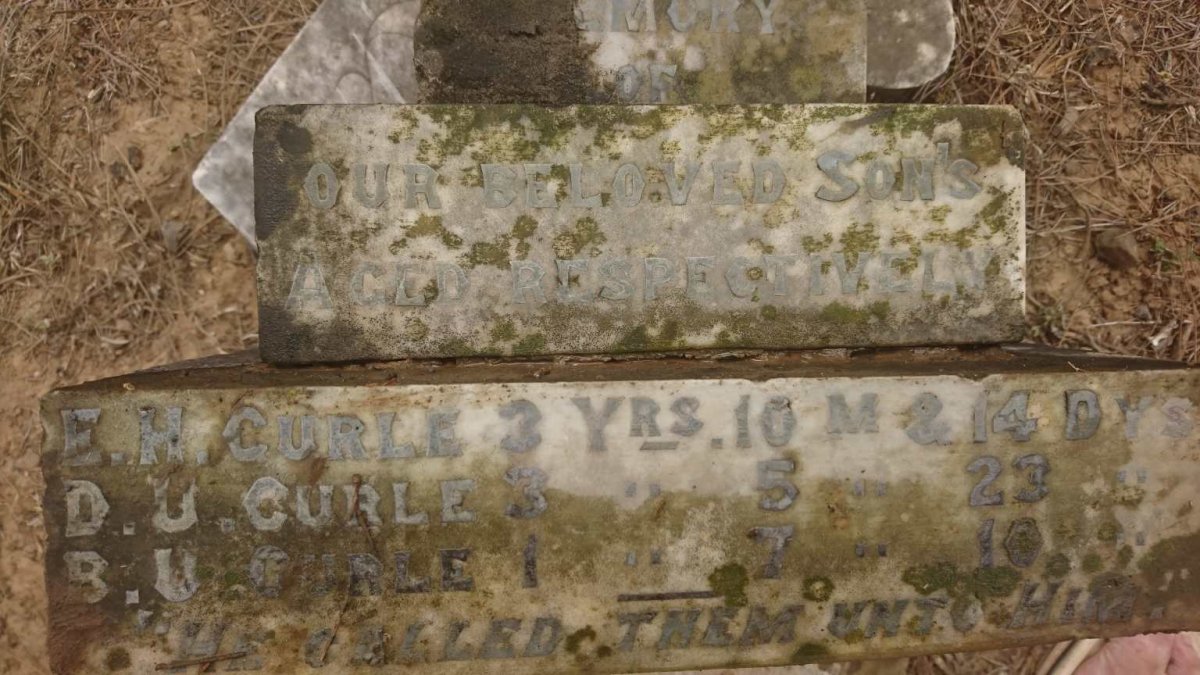 MEMORY
OF
OUR BELOVED SON'S
AGED RESPECTIVELY
E.H. CURLE 3 YRS. 10 M & 14 DYS
D.U. CURLE 3 " 5 " 23 "
B.U. CURLE 1 " 7 " 10 "
"HE CALLED THEM UNTO HIM.